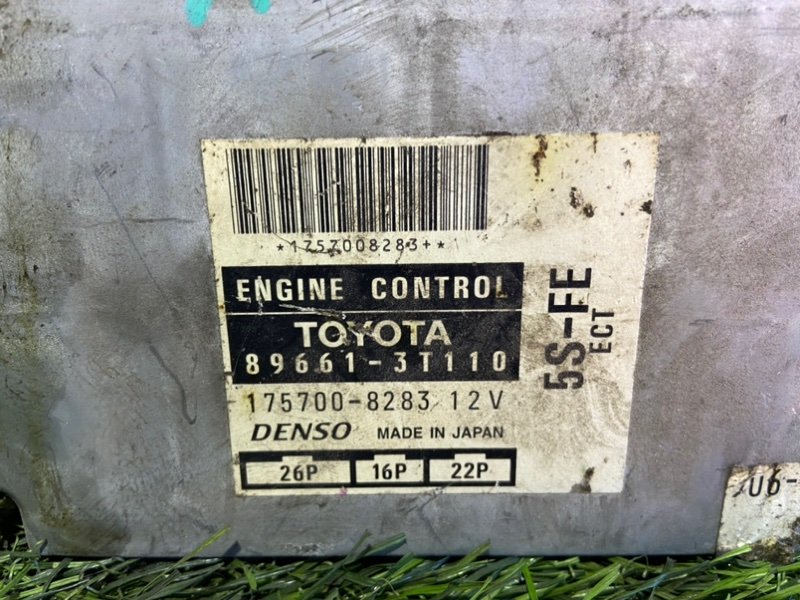 *1757008283+*
ENGINE CONTROL
TOYOTA
89661-3T110
175700-8283 12V
DENSO MADE IN JAPAN
26P 16P 22P
5S-FE
ECT